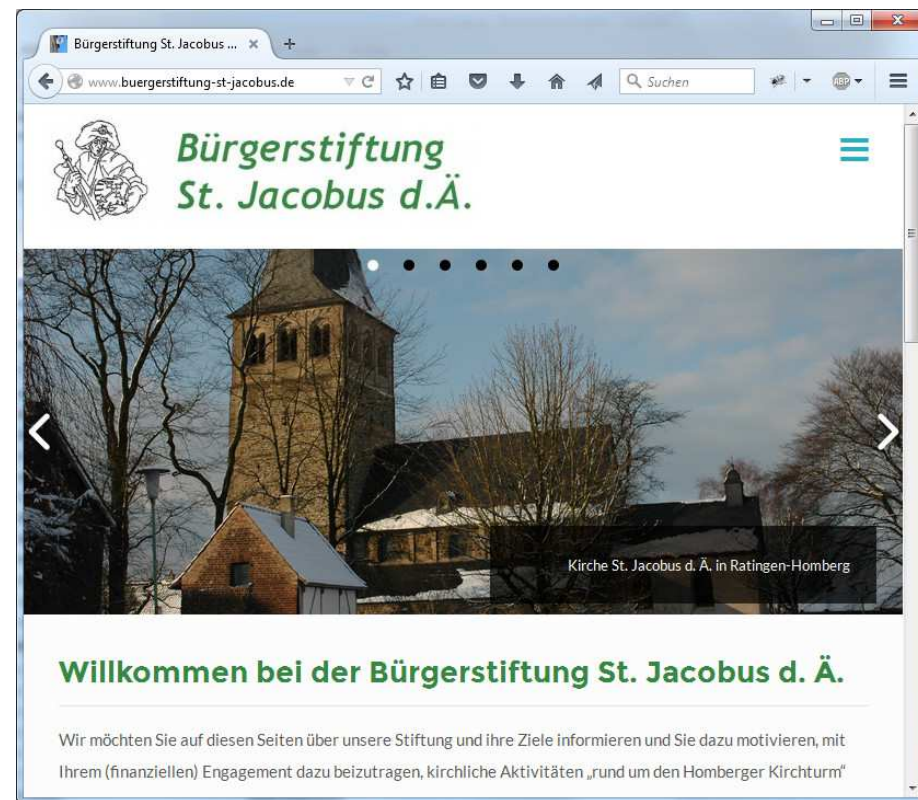 Bürgerstiftung St. Jacobus ...
www.buergerstiftung-st-jacobus.de
Suchen
ABP
Bürgerstiftung
St. Jacobus d.Ä.
Kirche St. Jacobus d. Ä. in Ratingen-Homberg
Willkommen bei der Bürgerstiftung St. Jacobus d. Ä.
Wir möchten Sie auf diesen Seiten über unsere Stiftung und ihre Ziele informieren und Sie dazu motivieren, mit
Ihrem (finanziellen) Engagement dazu beizutragen, kirchliche Aktivitäten „rund um den Homberger Kirchturm“